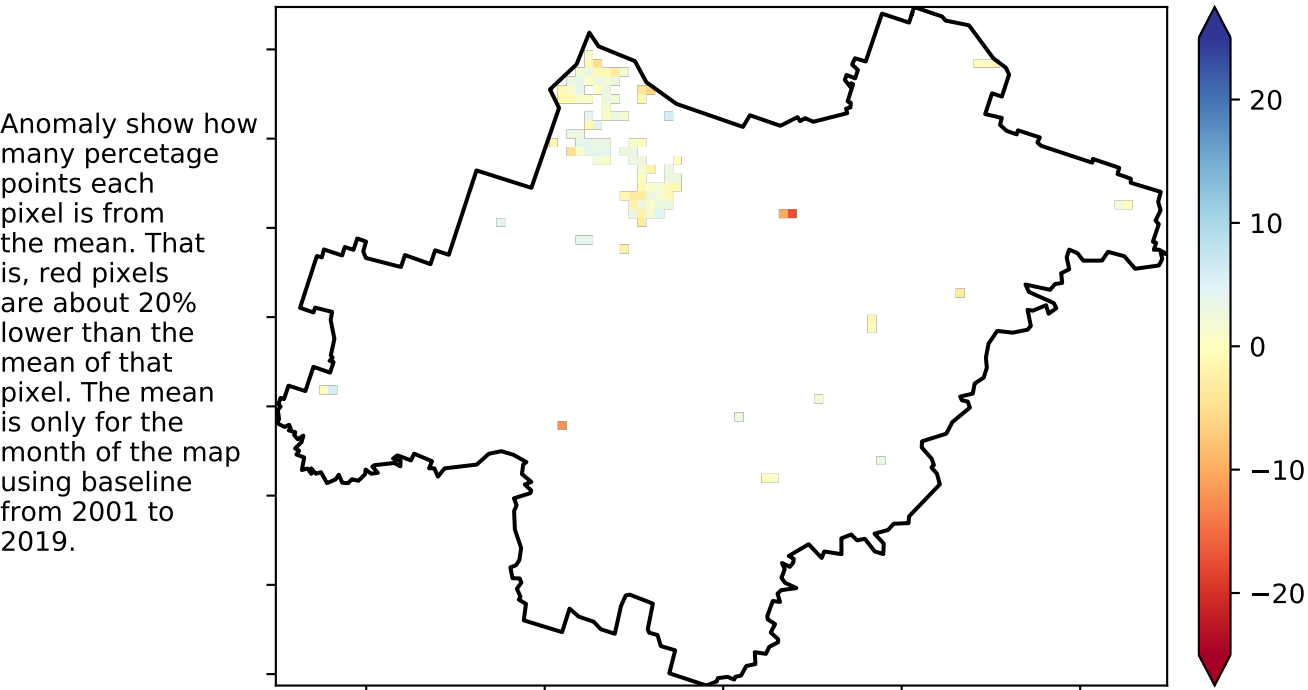 Anomaly show how
many percetage
points each
pixel is from
the mean. That
is, red pixels
are about 20%
lower than the
mean of that
pixel. The mean
is only for the
month of the map
using baseline
from 2001 to
2019.
20
10
0
−10
−20